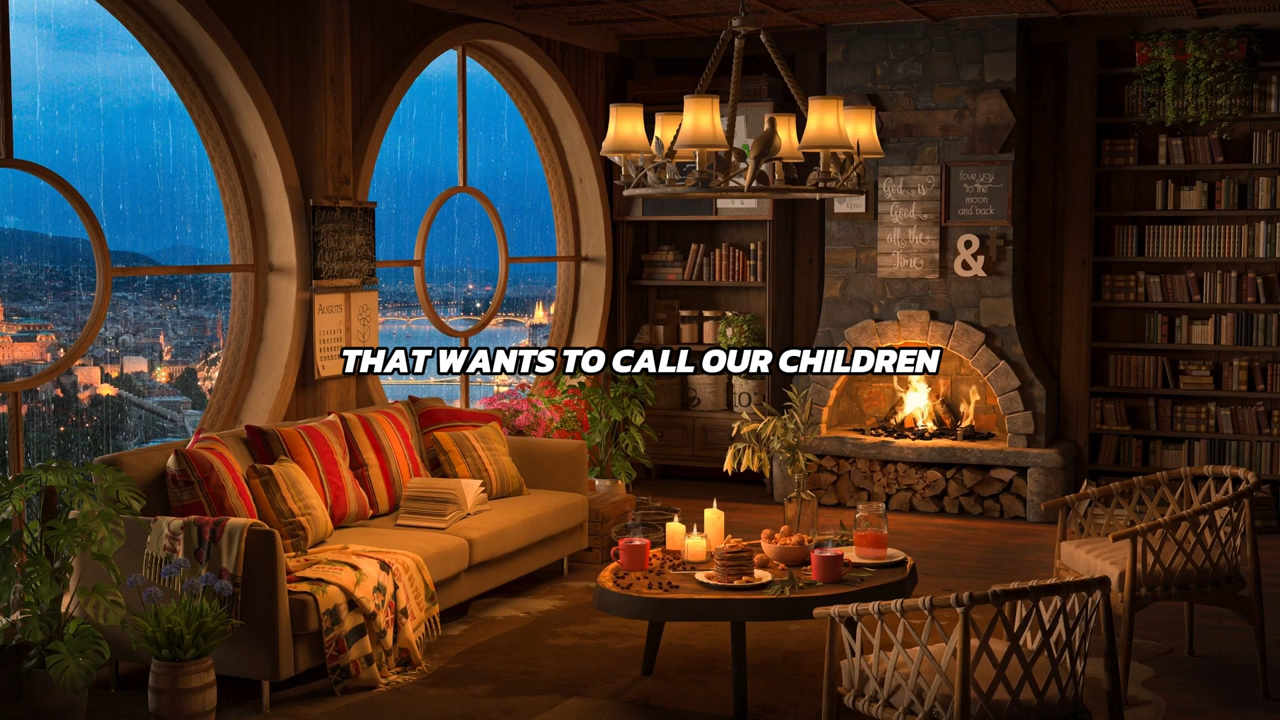 God is
Good
all the
Time
love you
to the
moon
and back
&
AUGUTS
THAT WANTS TO CALL OUR CHILDREN